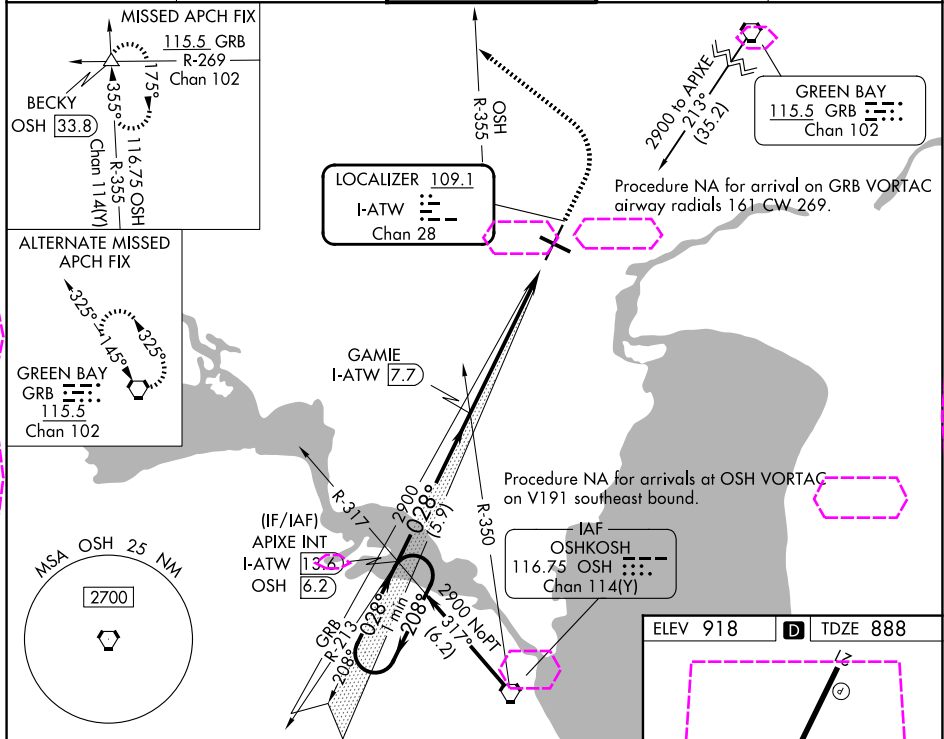 MISSED APCH FIX
115.5 GRB
R-269
Chan 102
175°
355°
BECKY
OSH 33.8
R-355
Chan 114(Y)
116.75 OSH
ALTERNATE MISSED
APCH FIX
325°
145°
325°
GREEN BAY
GRB
115.5
Chan 102
OSH
R-355
LOCALIZER 109.1
I-ATW
Chan 28
2900 to APIXE
213°
(35.2)
GREEN BAY
115.5 GRB
Chan 102
Procedure NA for arrival on GRB VORTAC
airway radials 161 CW 269.
GAMIE
I-ATW 7.7
R-350
R-317
2900
028°
(5.9)
Procedure NA for arrivals at OSH VORTAC
on V191 southeast bound.
(IF/IAF)
APIXE INT
I-ATW 13.6
OSH 6.2
IAF
OSHKOSH
116.75 OSH
Chan 114(Y)
028°
1 min
208°
2900 NoPT
317°
(6.2)
GRB
R-213
208°
MSA OSH 25 NM
2700
ELEV 918
D
TDZE 888
21
P